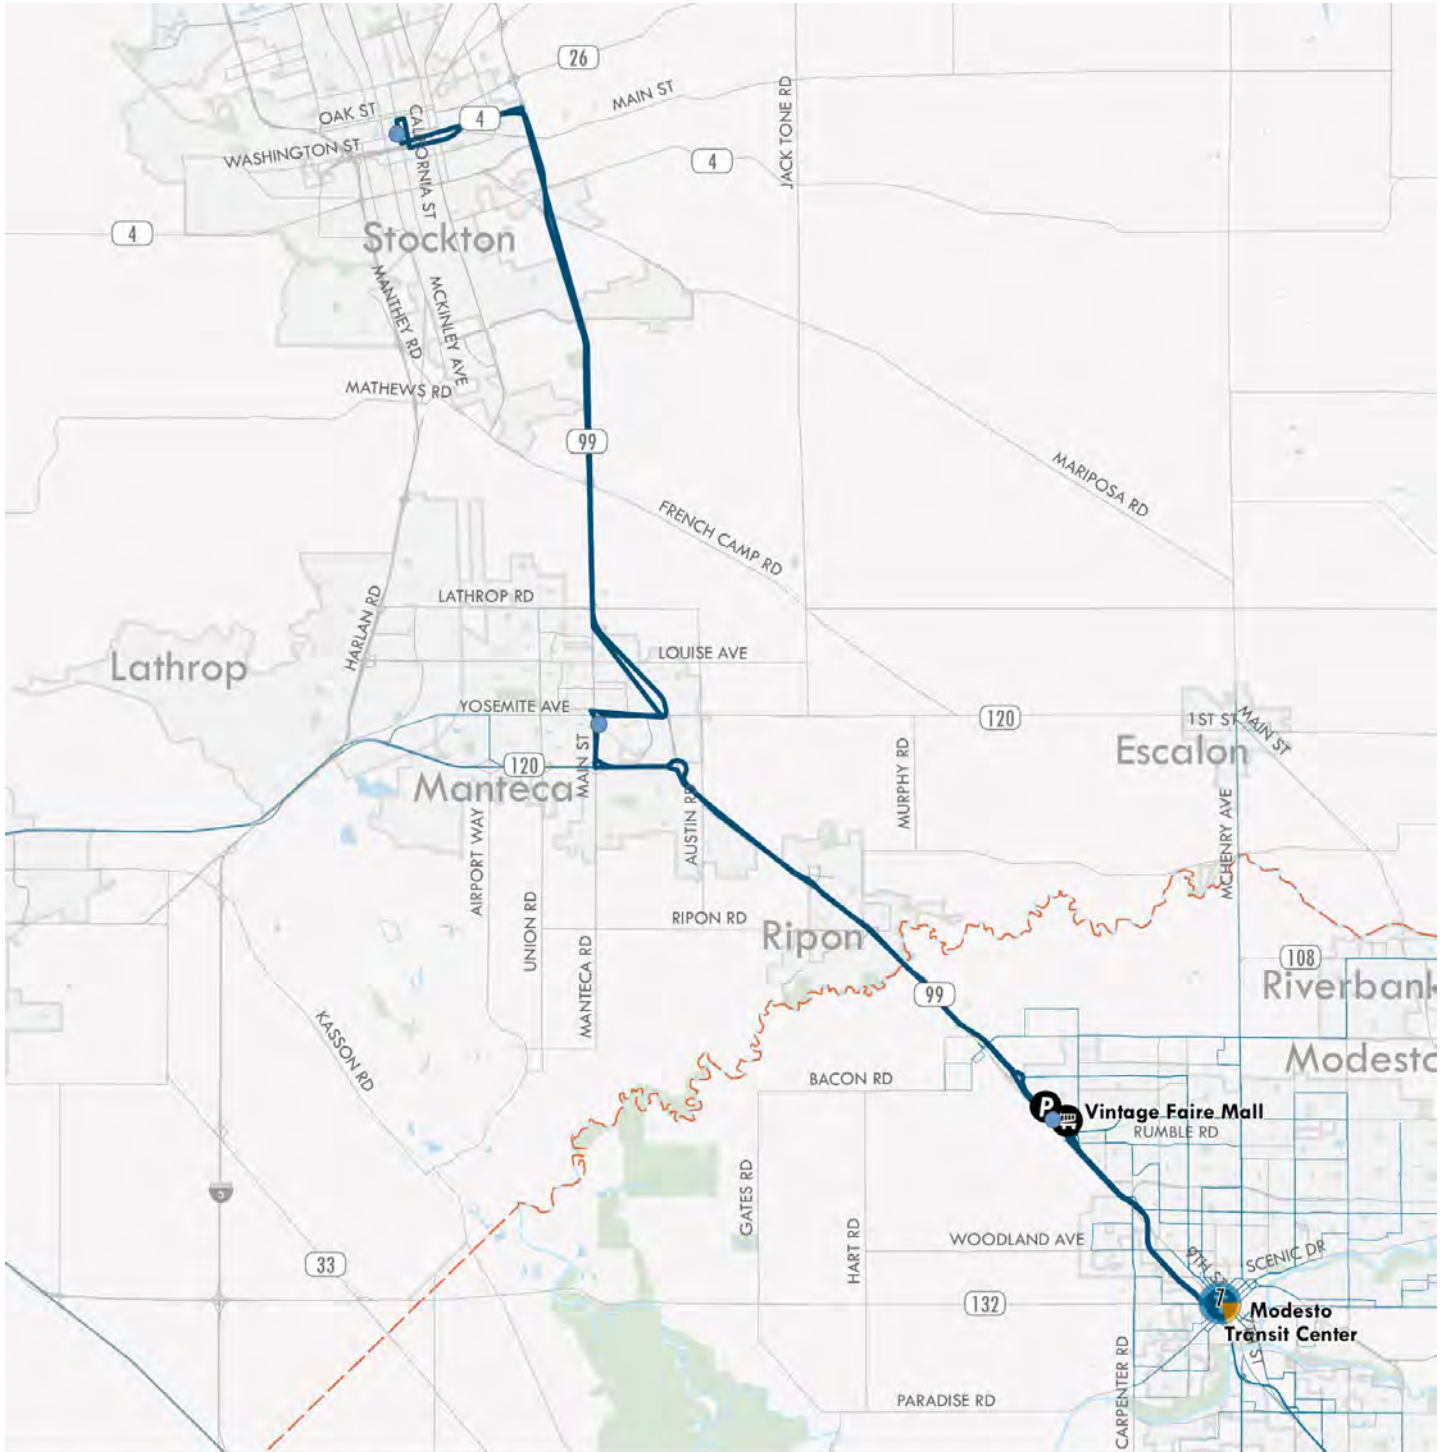 26
OAK ST
CALIFORNIA ST
4
MAIN ST
JACK TONE RD
WASHINGTON ST
4
4
Stockton
MANTHEY RD
MCKINLEY AVE
MATHEWS RD
99
MARIPOSA RD
FRENCH CAMP RD
LATHROP RD
HARLAN RD
Lathrop
LOUISE AVE
YOSEMITE AVE
120
1ST ST
MAIN ST
Escalon
MAIN ST
120
Manteca
MURPHY RD
AUSTIN RD
MCHENRY AVE
AIRPORT WAY
UNION RD
RIPON RD
Ripon
MANTECA RD
108
Riverbank
99
KASSON RD
Modesto
BACON RD
P
Vintage Faire Mall
RUMBLE RD
5
GATES RD
HART RD
WOODLAND AVE
9TH ST
SCENIC DR
33
132
7
Modesto
Transit Center
CARPENTER RD
PARADISE RD